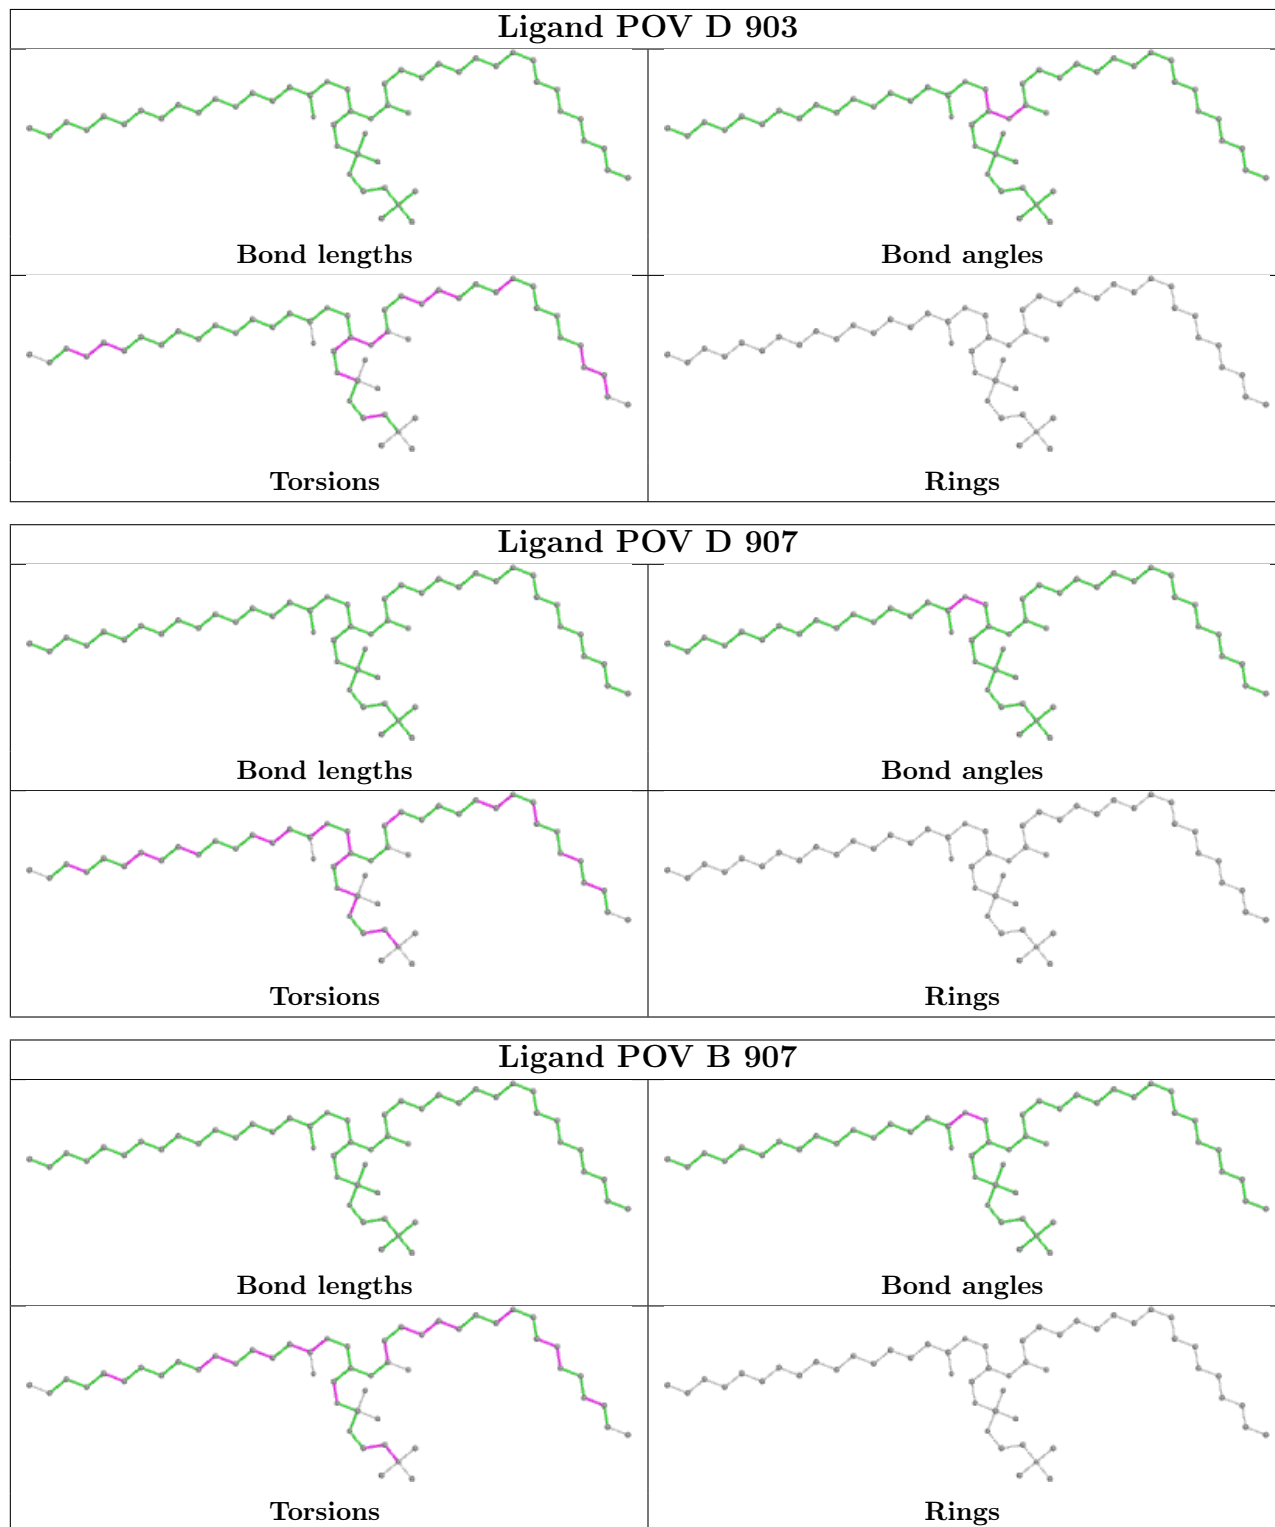 Ligand POV D 903
Bond lengths
Bond angles
Torsions
Rings
Ligand POV D 907
Bond lengths
Bond angles
Torsions
Rings
Ligand POV B 907
Bond lengths
Bond angles
Torsions
Rings